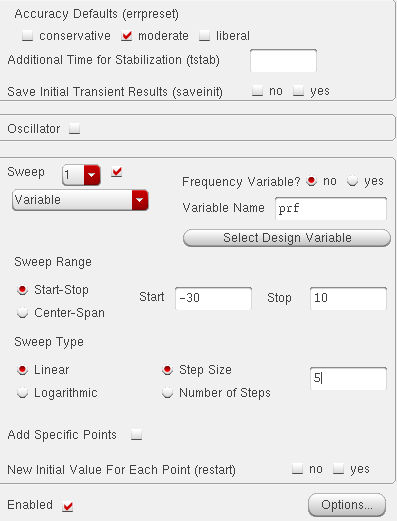 Accuracy Defaults (errpreset)
conservative moderate liberal
Additional Time for Stabilization (tstab)
Save Initial Transient Results (saveinit) no yes
Oscillator
Sweep 1 Frequency Variable? no yes
Variable Variable Name prf
Select Design Variable
Sweep Range
Start-Stop Start -30 Stop 10
Center-Span
Sweep Type
Linear Step Size 5
Logarithmic Number of Steps
Add Specific Points
New Initial Value For Each Point (restart) no yes
Enabled Options...